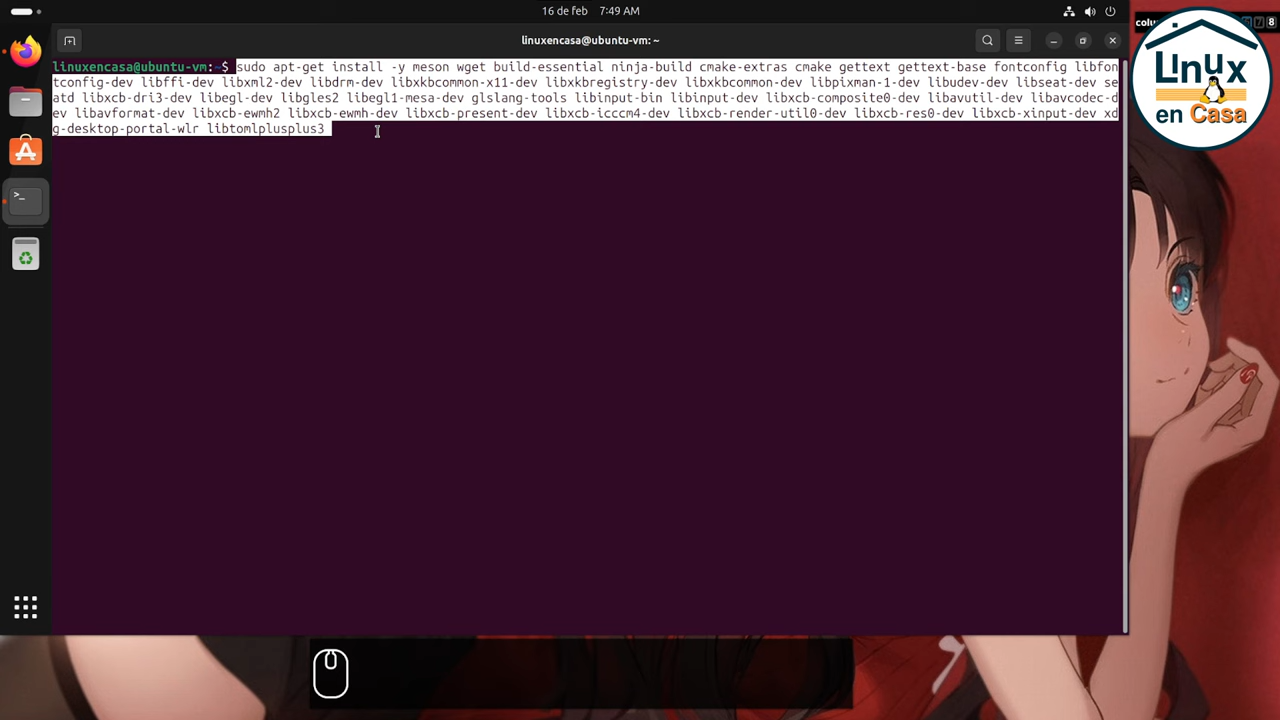 16 de feb 7:49 AM
colu
7 8
linuxencasa@ubuntu-vm: ~
LInux
en Casa
linuxencasa@ubuntu-vm:~$ sudo apt-get install -y meson wget build-essential ninja-build cmake-extras cmake gettext gettext-base fontconfig libfon
tconfig-dev libffi-dev libxml2-dev libdrm-dev libxkbcommon-x11-dev libxkbregistry-dev libxkbcommon-dev libpixman-1-dev libudev-dev libseat-dev se
atd libxcb-dri3-dev libegl-dev libgles2 libegl1-mesa-dev glslang-tools libinput-bin libinput-dev libxcb-composite0-dev libavutil-dev libavcodec-d
ev libavformat-dev libxcb-ewmh2 libxcb-ewmh-dev libxcb-present-dev libxcb-icccm4-dev libxcb-render-util0-dev libxcb-res0-dev libxcb-xinput-dev xd
g-desktop-portal-wlr libtomlplusplus3